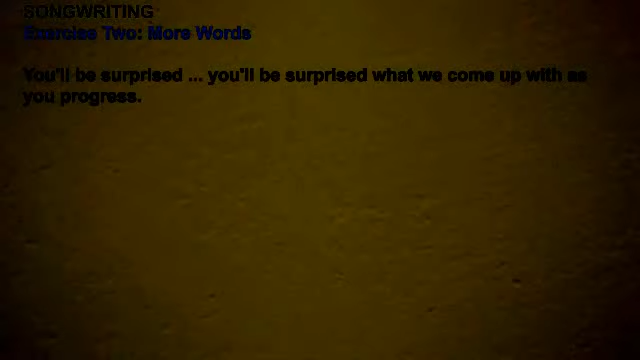 SONGWRITING
Exercise Two: More Words
You'll be surprised ... you'll be surprised what we come up with as
you progress.